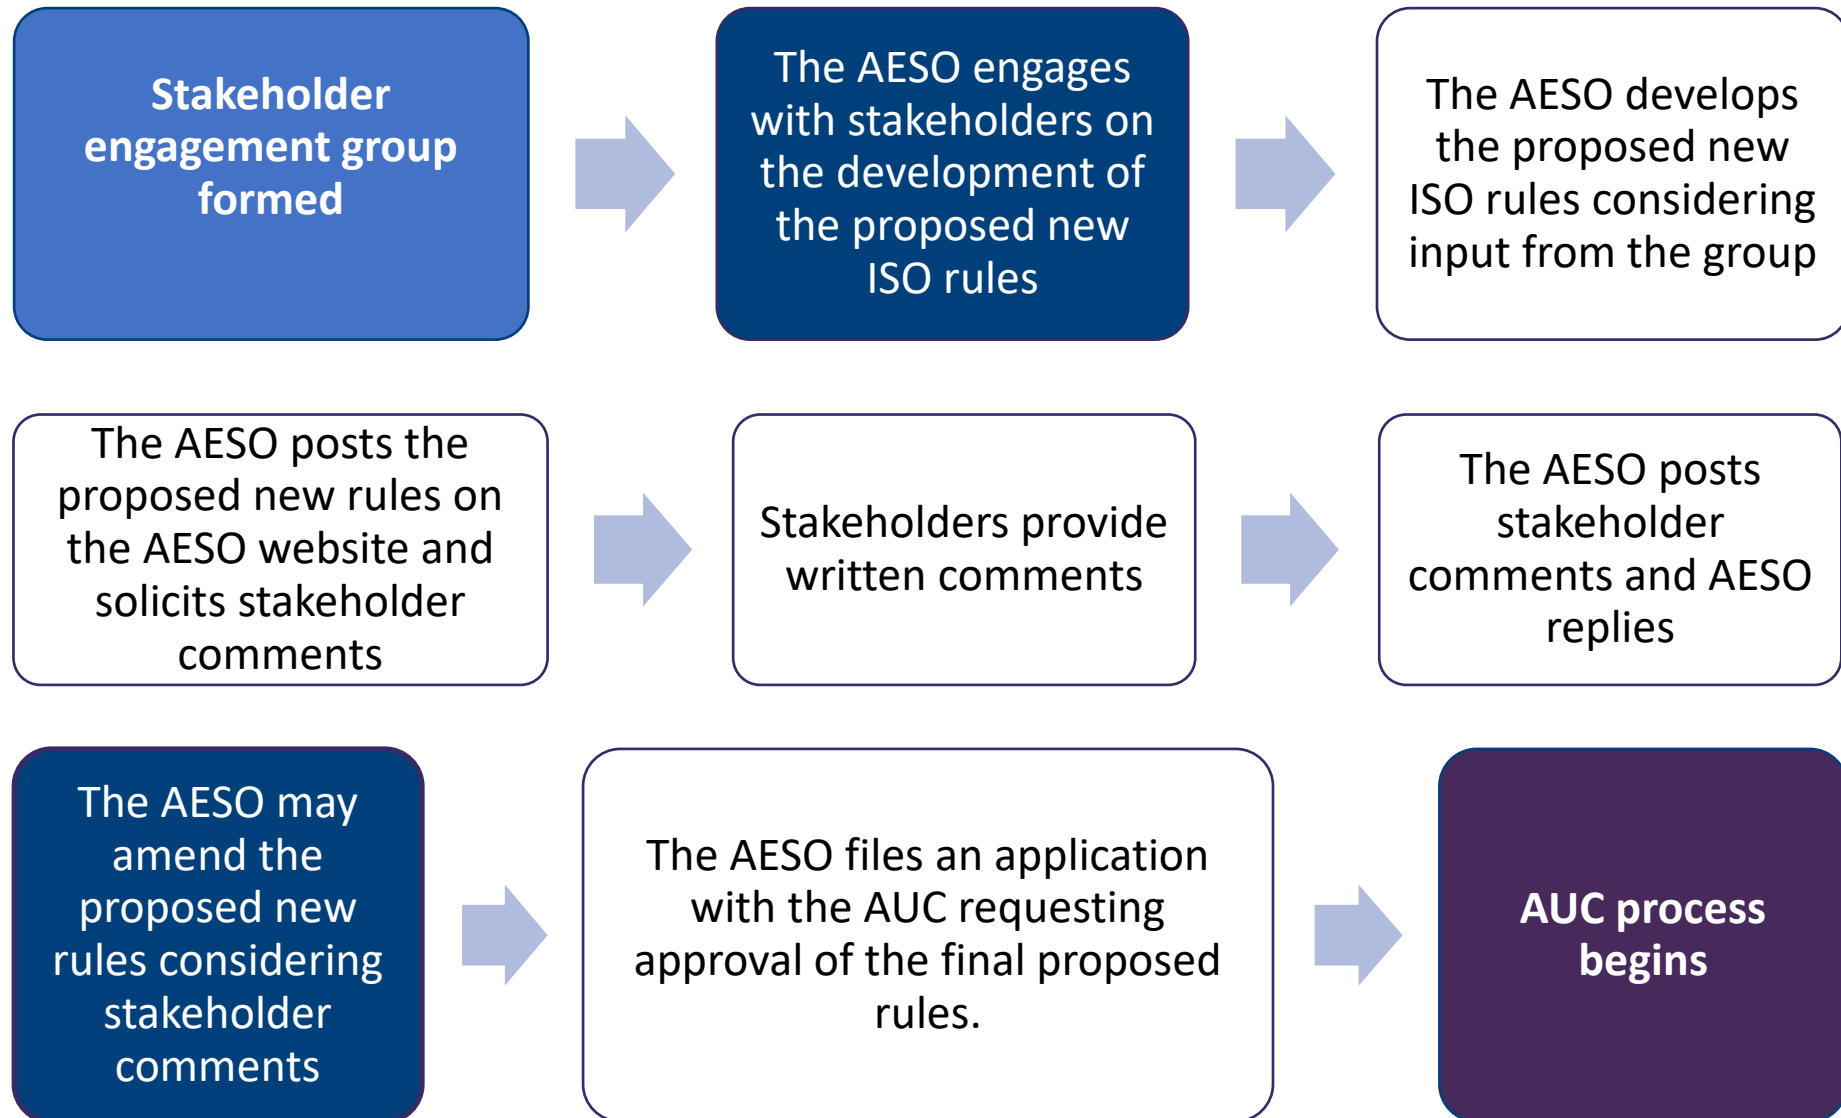 Stakeholder
engagement group
formed
The AESO engages
with stakeholders on
the development of
the proposed new
ISO rules
The AESO develops
the proposed new
ISO rules considering
input from the group
The AESO posts the
proposed new rules on
the AESO website and
solicits stakeholder
comments
Stakeholders provide
written comments
The AESO posts
stakeholder
comments and AESO
replies
The AESO may
amend the
proposed new
rules considering
stakeholder
comments
The AESO files an application
with the AUC requesting
approval of the final proposed
rules.
AUC process
begins